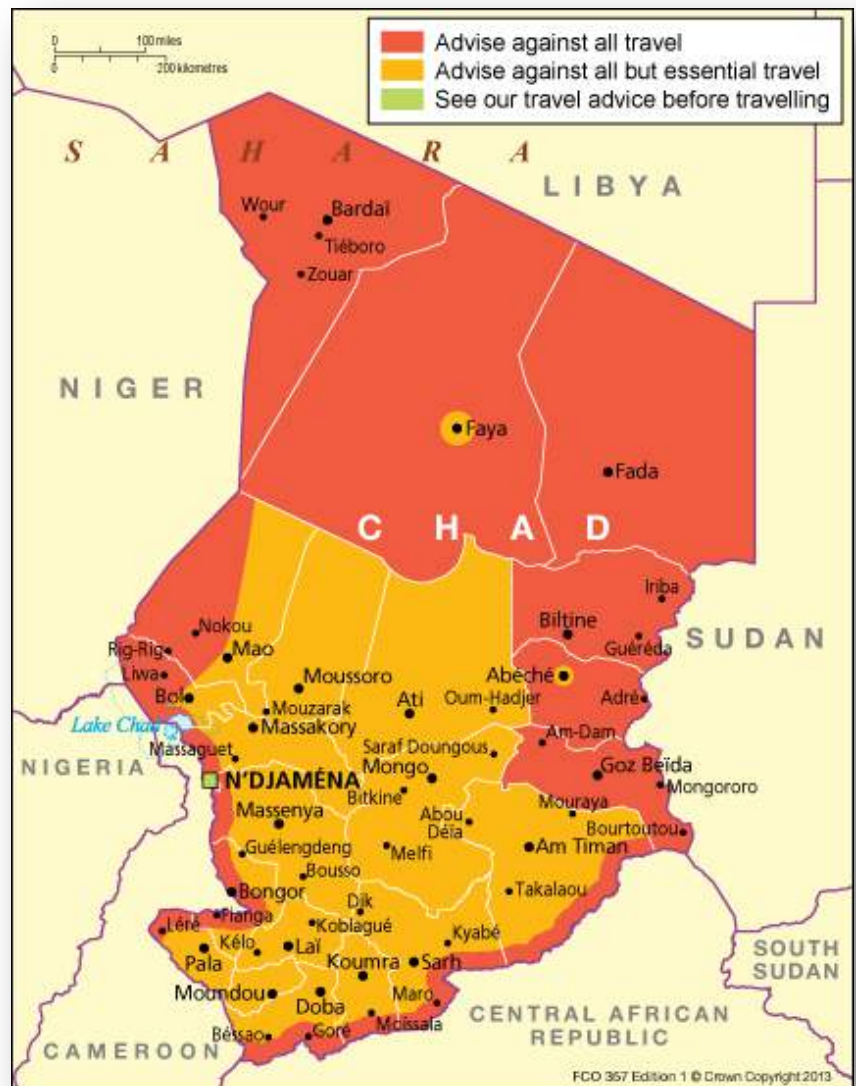 0 100 miles
0 200 kilometres
Advise against all travel
Advise against all but essential travel
See our travel advice before travelling
S A H A R A
LIBYA
Wour
Bardaï
Tiéboro
Zouar
NIGER
Faya
Fada
CHAD
Iriba
Nokou
Biltine
Guéréda
SUDAN
Rig-Rig
Mao
Liwa
Moussoro
Abéché
Bol
Ati
Oum-Hadjer
Adré
Mouzarak
Lake Chad
Massakory
Am-Dam
Massaguet
Saraf Doungous
NIGERIA
Mongo
Goz Beïda
N'DJAMÉNA
Mongororo
Bitkine
Massenya
Abou
Déïa
Mouraya
Bourtoutou
Guélengdeng
Melfi
Am Timan
Bousso
Bongor
Takalaou
Dik
Fianga
Léré
Koblagué
Kyabé
Kélo
Laï
Pala
Koumra
Sarh
SOUTH
SUDAN
Moundou
Doba
Maro
Moïssala
CENTRAL AFRICAN
REPUBLIC
Béssao
Goré
CAMEROON
FCO 367 Edition 1 © Crown Copyright 2013